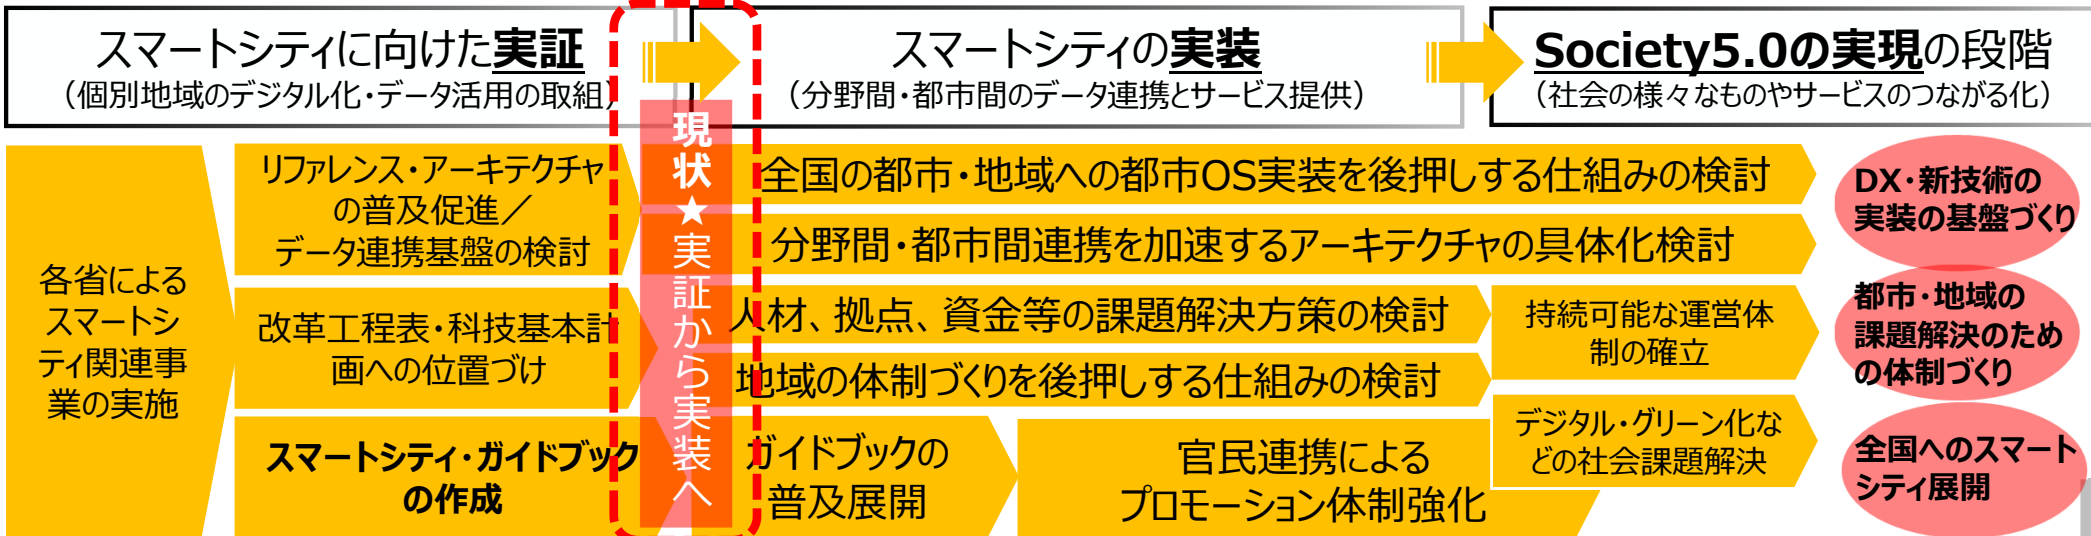 スマートシティに向けた実証
（個別地域のデジタル化・データ活用の取組）
スマートシティの実装
（分野間・都市間のデータ連携とサービス提供）
Society5.0の実現の段階
（社会の様々なものやサービスのつながる化）
各省による
スマートシ
ティ関連事
業の実施
リファレンス・アーキテクチャ
の普及促進／
データ連携基盤の検討
改革工程表・科技基本計
画への位置づけ
スマートシティ・ガイドブック
の作成
現状★実証から実装へ
全国の都市・地域への都市OS実装を後押しする仕組みの検討
分野間・都市間連携を加速するアーキテクチャの具体化検討
人材、拠点、資金等の課題解決方策の検討
地域の体制づくりを後押しする仕組みの検討
ガイドブックの
普及展開
官民連携による
プロモーション体制強化
持続可能な運営体
制の確立
デジタル・グリーン化な
どの社会課題解決
DX・新技術の
実装の基盤づくり
都市・地域の
課題解決のため
の体制づくり
全国へのスマート
シティ展開